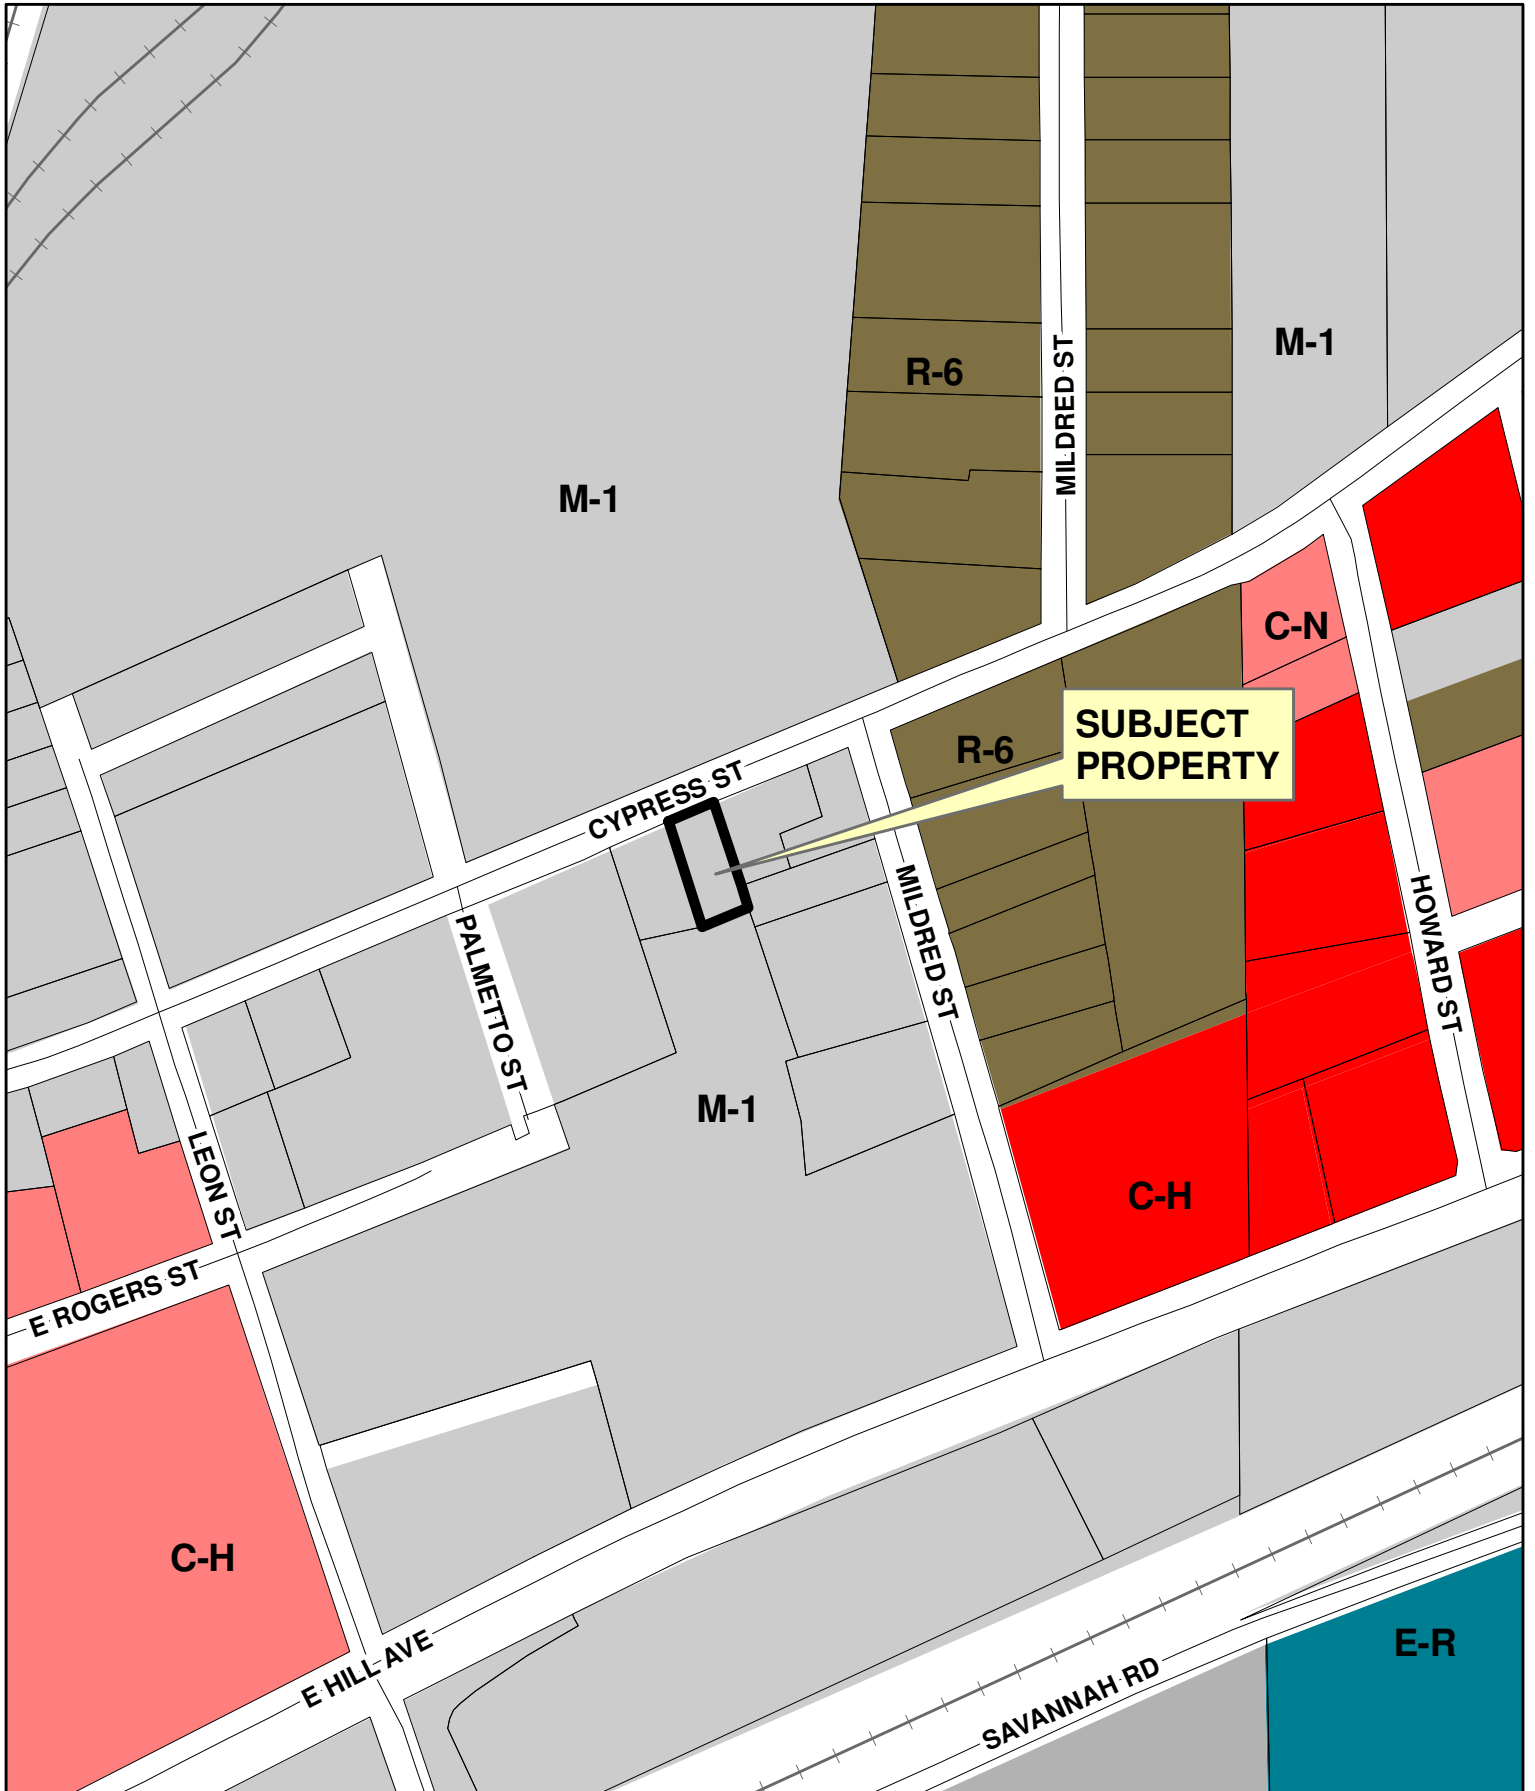 M-1
R-6
MILDRED ST
M-1
C-N
SUBJECT
PROPERTY
R-6
CYPRESS ST
MILDRED ST
HOWARD ST
PALMETTO ST
M-1
LEON ST
C-H
E ROGERS ST
C-H
E HILL AVE
SAVANNAH RD
E-R